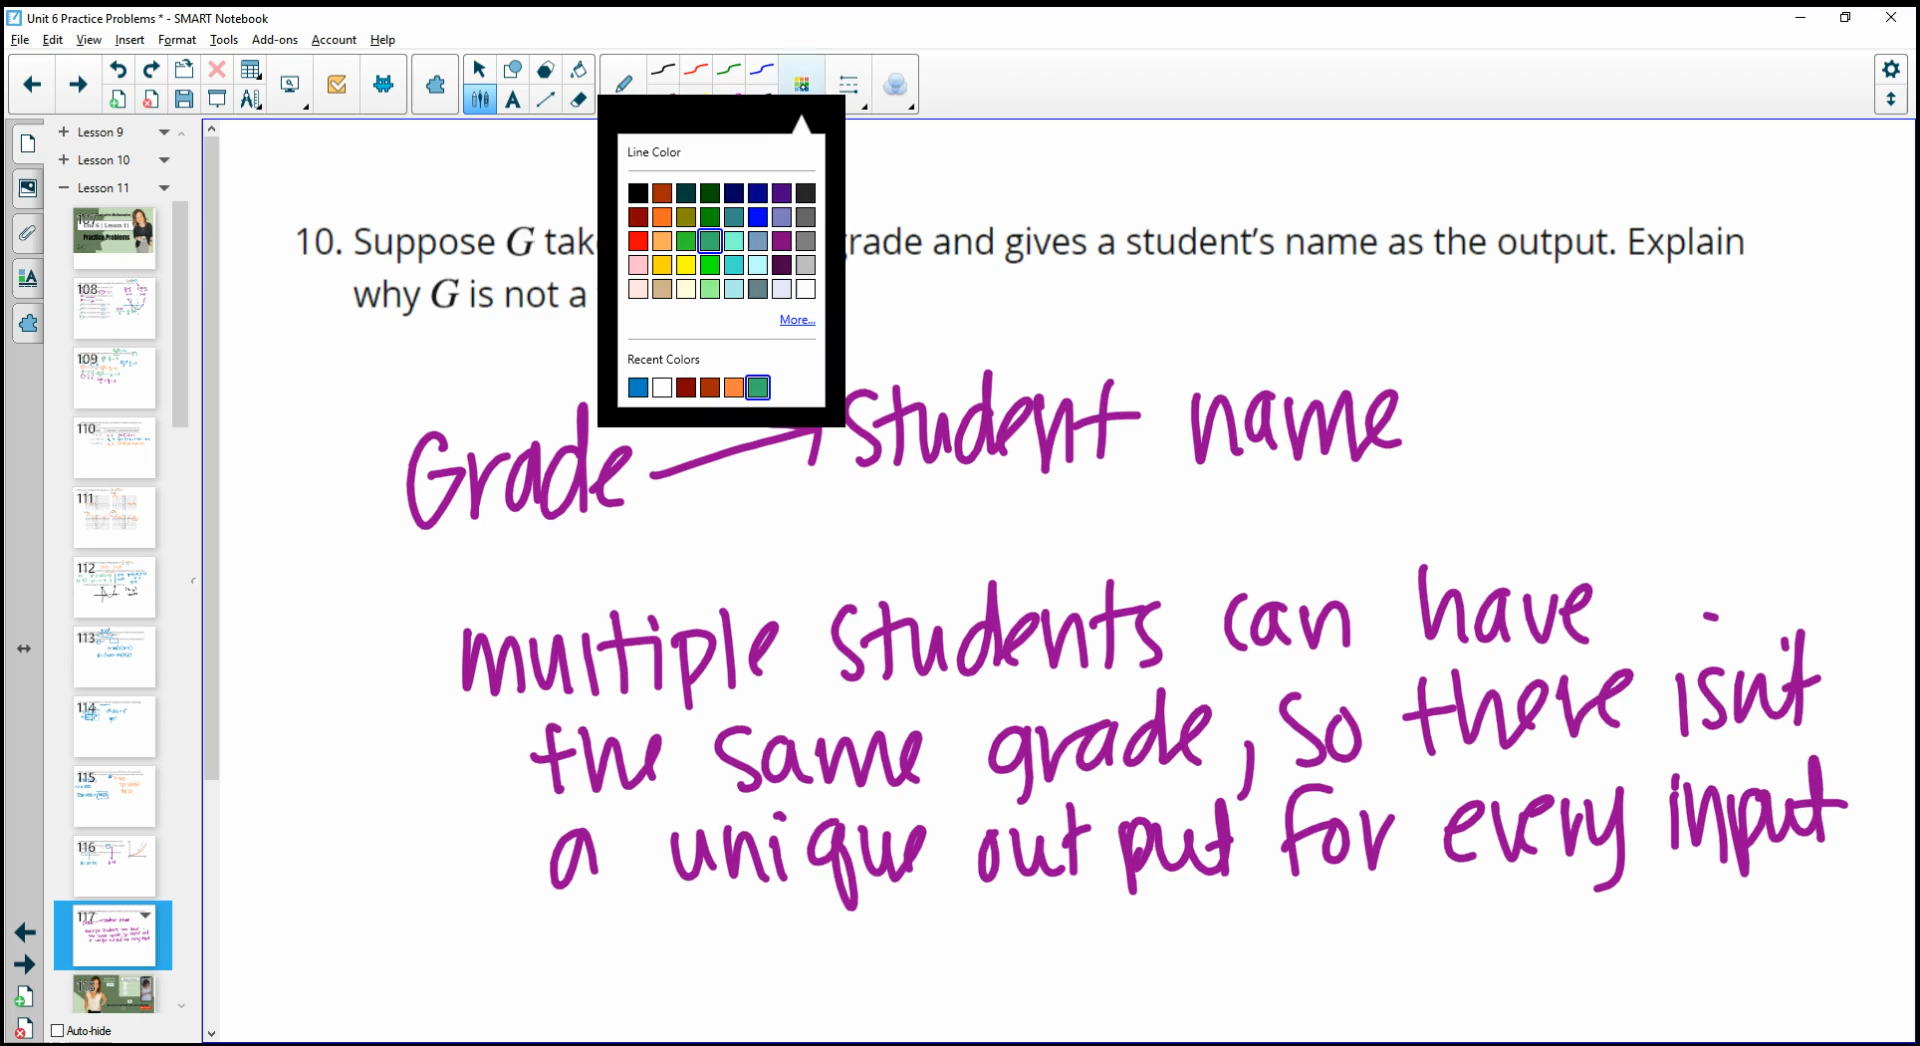 Unit 6 Practice Problems * - SMART Notebook
File Edit View Insert Format Tools Add-ons Account Help
Lesson 9
Lesson 10
Lesson 11
107
Practice Problems
108
109
110
111
112
113
114
115
116
117
Auto-hide
Line Color
More...
Recent Colors
10. Suppose G tak rade and gives a student's name as the output. Explain
why G is not a
Grade → student name
multiple students can have
the same grade, so there isn't
a unique output for every input